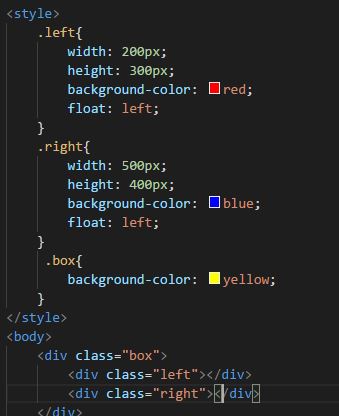 <style>
.left{
width: 200px;
height: 300px;
background-color: red;
float: left;
}
.right{
width: 500px;
height: 400px;
background-color: blue;
float: left;
}
.box{
background-color: yellow;
}
</style>
<body>
<div class="box">
<div class="left"></div>
<div class="right"></div>
</div>